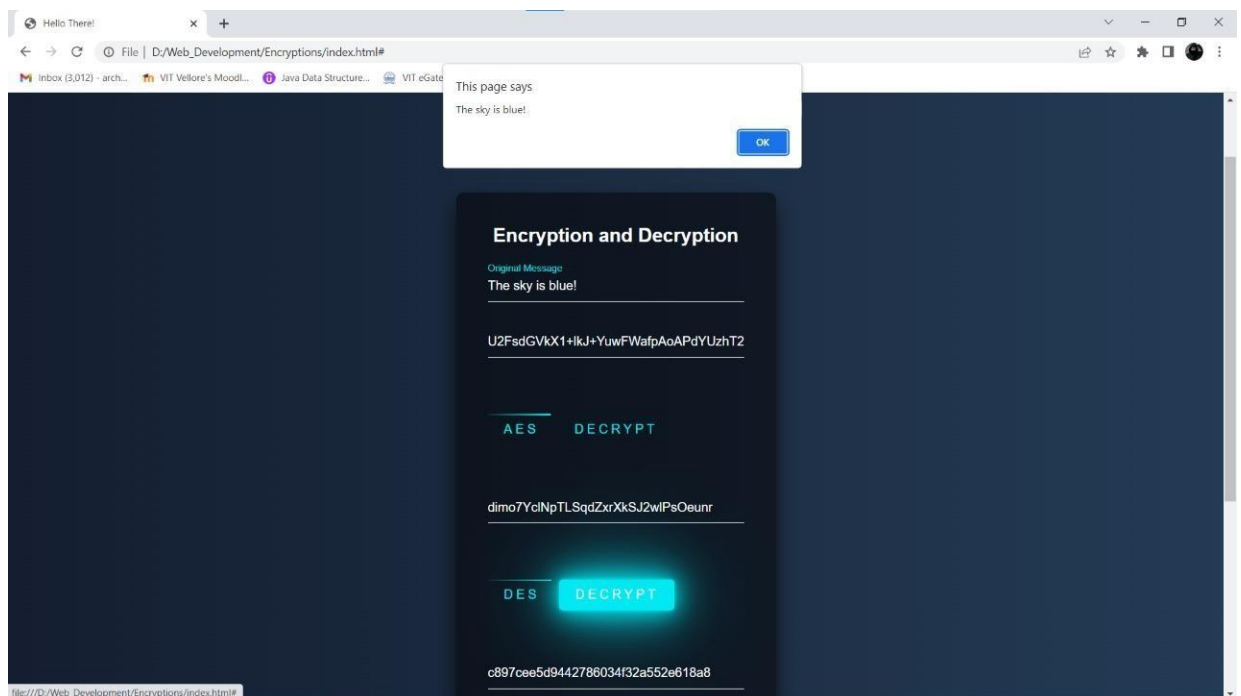 Hello There!
File | D:/Web_Development/Encryptions/index.html#
Inbox (3,012) - arch... VIT Vellore's Moodl... Java Data Structure... VIT eGate
This page says
The sky is blue!
OK
Encryption and Decryption
Original Message
The sky is blue!
U2FsdGVkX1+lkJ+YuwFWafpAoAPdYUzhT2
AES DECRYPT
dimo7YclNpTLSqdZxrXkSJ2wlPsOeunr
DES DECRYPT
c897cee5d9442786034f32a552e618a8
file:///D:/Web_Development/Encryptions/index.html#